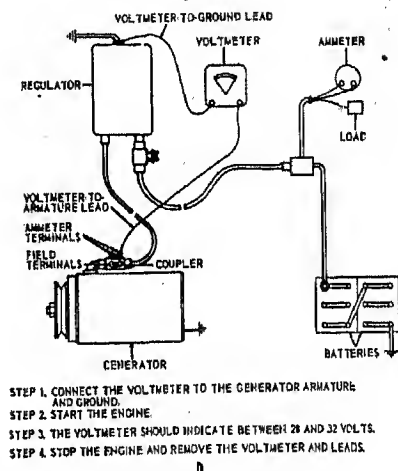 VOLTMETER-TO-GROUND LEAD
VOLTMETER
AMMETER
REGULATOR
LOAD
VOLTMETER-TO-
ARMATURE LEAD
AMMETER
TERMINALS
FIELD
TERMINALS
COUPLER
GENERATOR
BATTERIES
STEP 1. CONNECT THE VOLTMETER TO THE GENERATOR ARMATURE
AND GROUND.
STEP 2. START THE ENGINE.
STEP 3. THE VOLTMETER SHOULD INDICATE BETWEEN 28 AND 32 VOLTS.
STEP 4. STOP THE ENGINE AND REMOVE THE VOLTMETER AND LEADS.
D